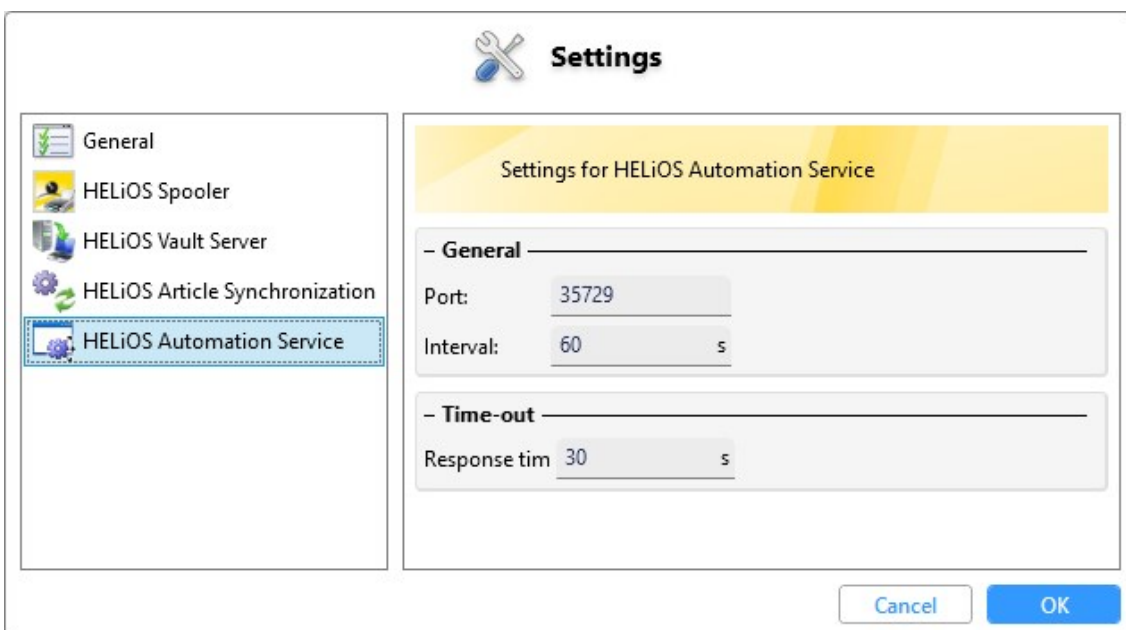 Settings
General
HELiOS Spooler
HELiOS Vault Server
HELiOS Article Synchronization
HELiOS Automation Service
Settings for HELiOS Automation Service
– General
Port: 35729
Interval: 60 s
– Time-out
Response tim 30 s
Cancel OK